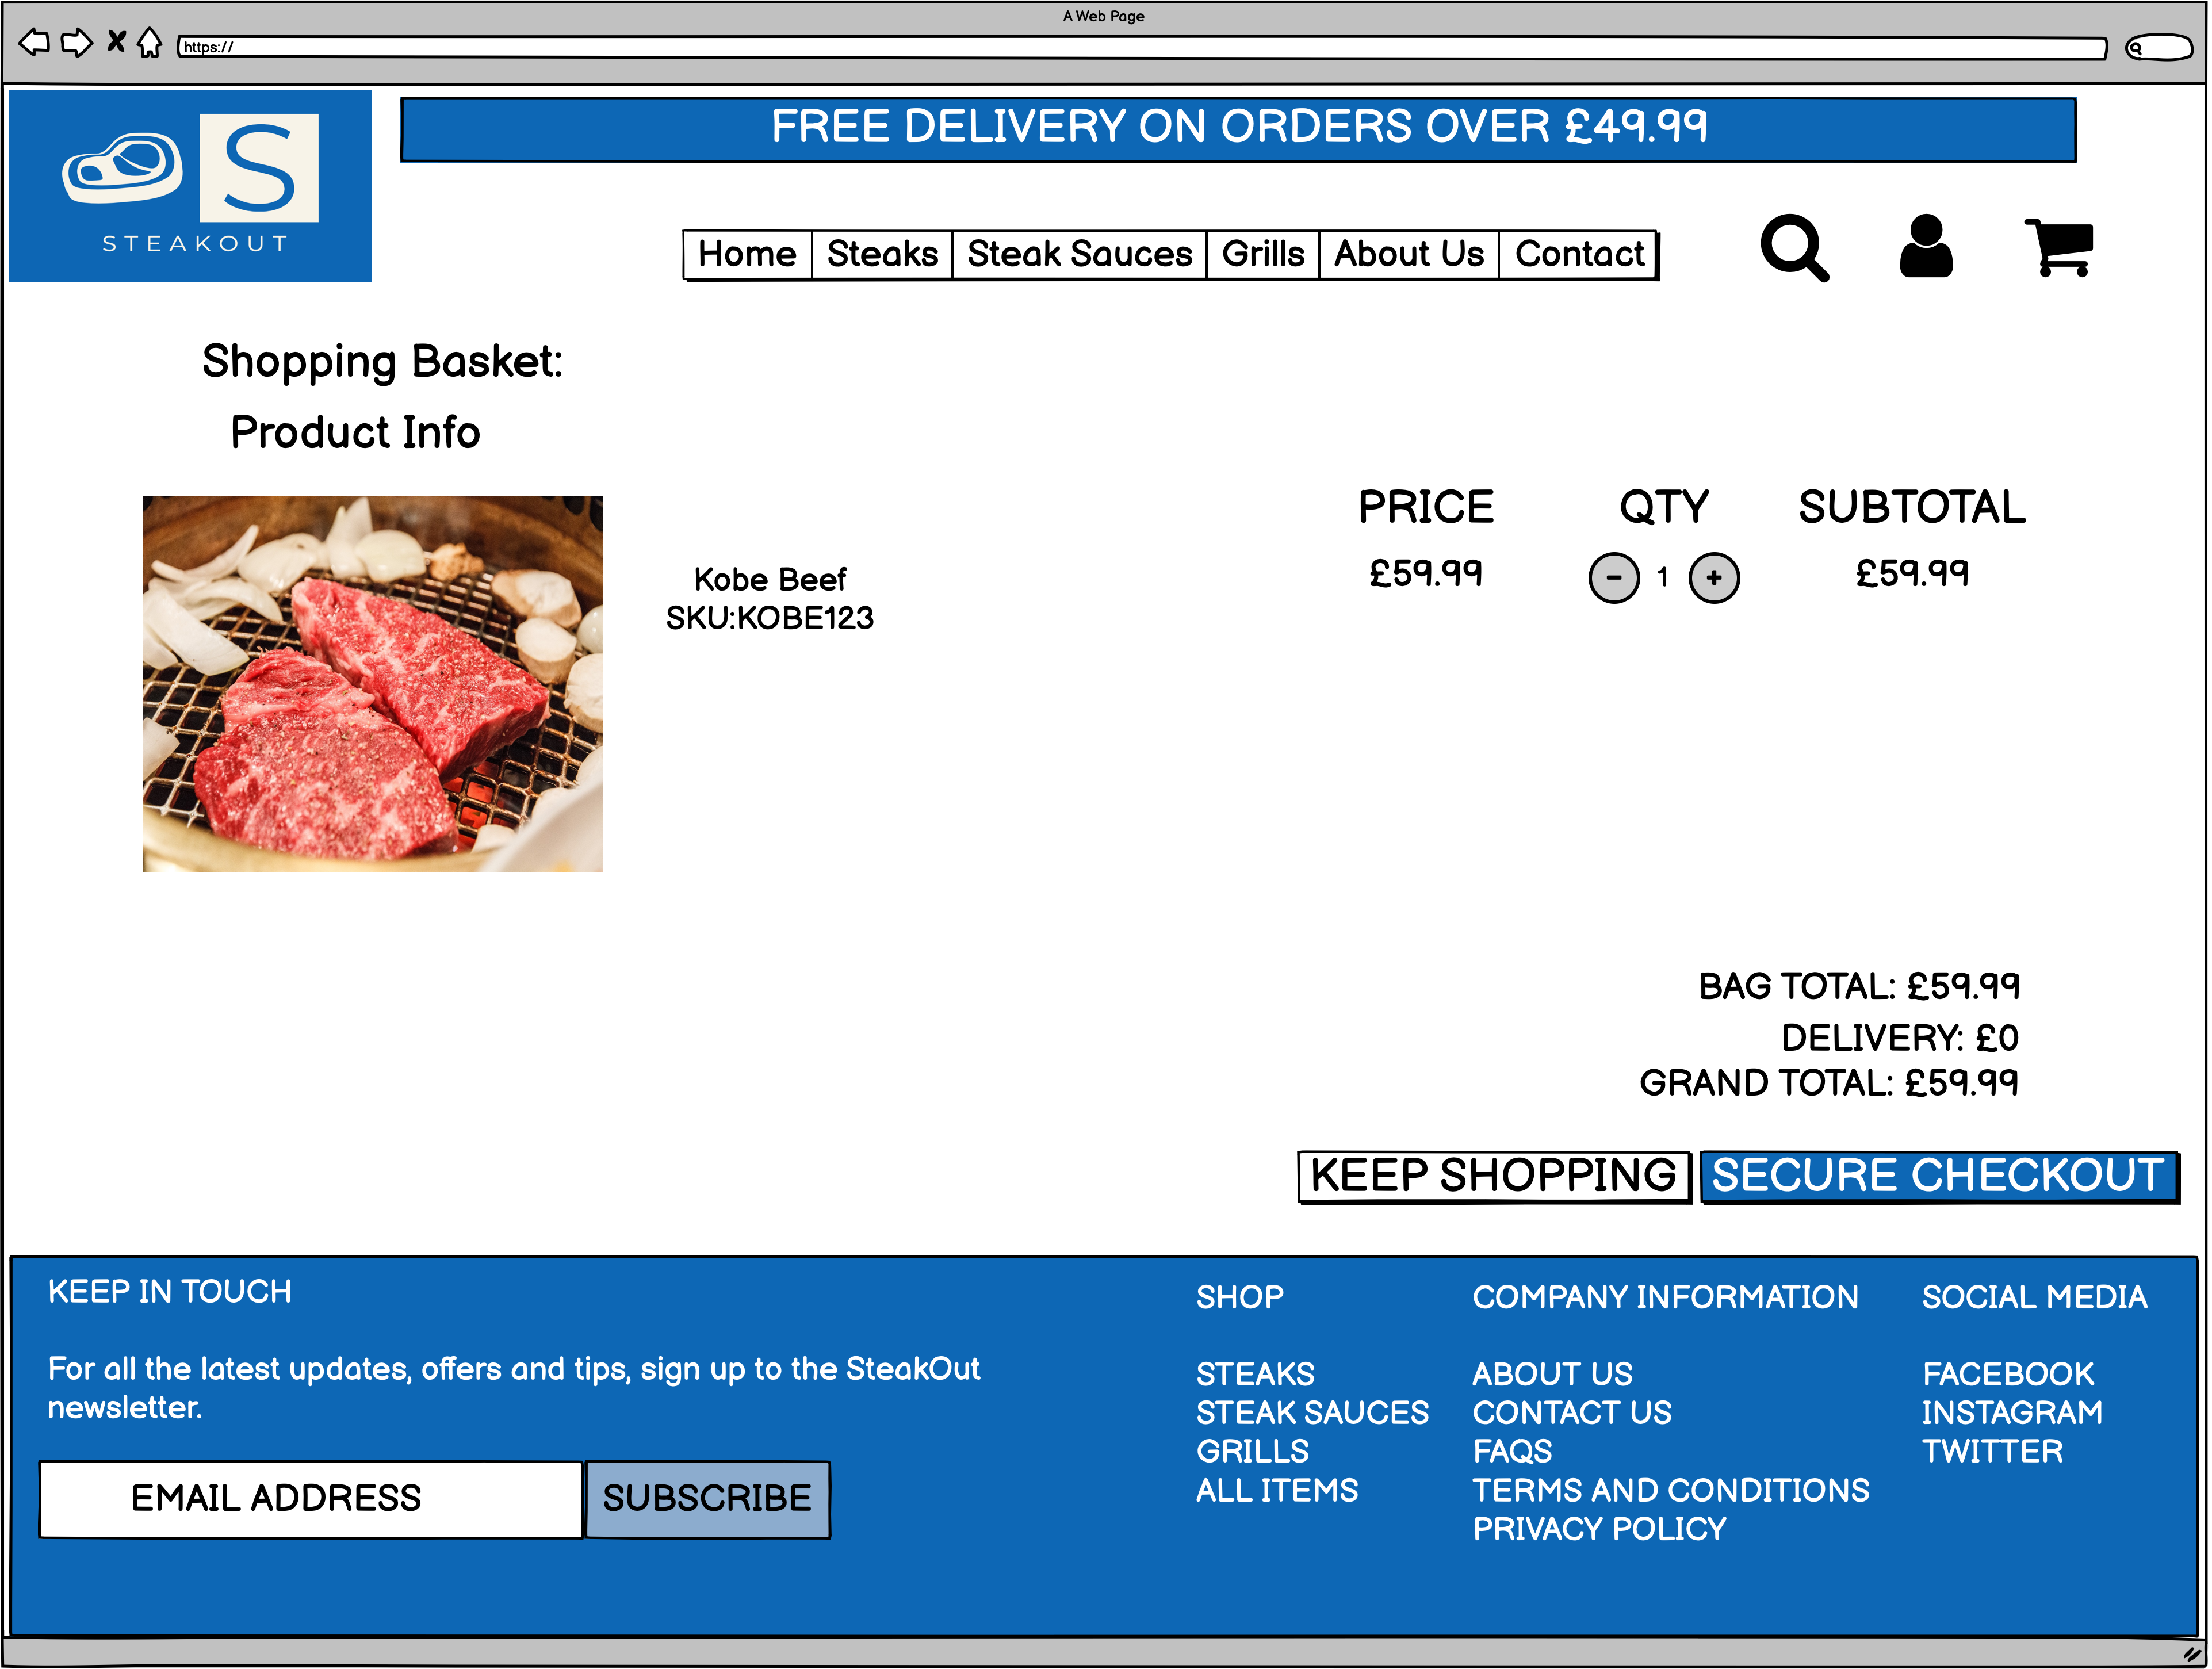 A Web Page
https://
FREE DELIVERY ON ORDERS OVER £49.99
S
STEAKOUT
Home Steaks Steak Sauces Grills About Us Contact
Shopping Basket:
Product Info
PRICE QTY SUBTOTAL
£59.99 - 1 + £59.99
Kobe Beef
SKU:KOBE123
BAG TOTAL: £59.99
DELIVERY: £0
GRAND TOTAL: £59.99
KEEP SHOPPING SECURE CHECKOUT
KEEP IN TOUCH
For all the latest updates, offers and tips, sign up to the SteakOut
newsletter.
EMAIL ADDRESS SUBSCRIBE
SHOP
STEAKS
STEAK SAUCES
GRILLS
ALL ITEMS
COMPANY INFORMATION
ABOUT US
CONTACT US
FAQS
TERMS AND CONDITIONS
PRIVACY POLICY
SOCIAL MEDIA
FACEBOOK
INSTAGRAM
TWITTER